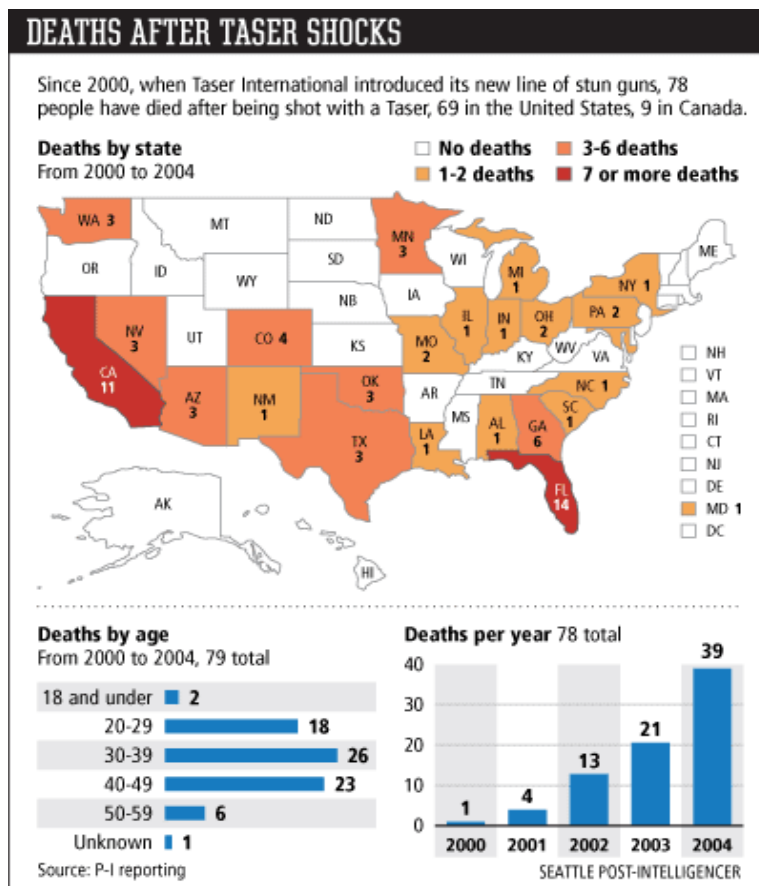 DEATHS AFTER TASER SHOCKS
Since 2000, when Taser International introduced its new line of stun guns, 78
people have died after being shot with a Taser, 69 in the United States, 9 in Canada.
Deaths by state
From 2000 to 2004
No deaths
3-6 deaths
1-2 deaths
7 or more deaths
WA 3
MT
ND
MN
3
ME
OR
ID
SD
WI
WY
MI
1
NY 1
NB
IA
PA 2
NV
3
UT
CO 4
KS
MO
2
IL
1
IN
1
OH
2
WV
VA
KY
CA
11
AZ
3
NM
1
OK
3
AR
TN
NC 1
SC
1
MS
AL
1
GA
6
TX
3
LA
1
FL
14
AK
HI
NH
VT
MA
RI
CT
NJ
DE
MD 1
DC
Deaths by age
From 2000 to 2004, 79 total
18 and under 2
20-29 18
30-39 26
40-49 23
50-59 6
Unknown 1
Source: P-I reporting
Deaths per year 78 total
40
30
20
10
0
1
4
13
21
39
2000 2001 2002 2003 2004
SEATTLE POST-INTELLIGENCER